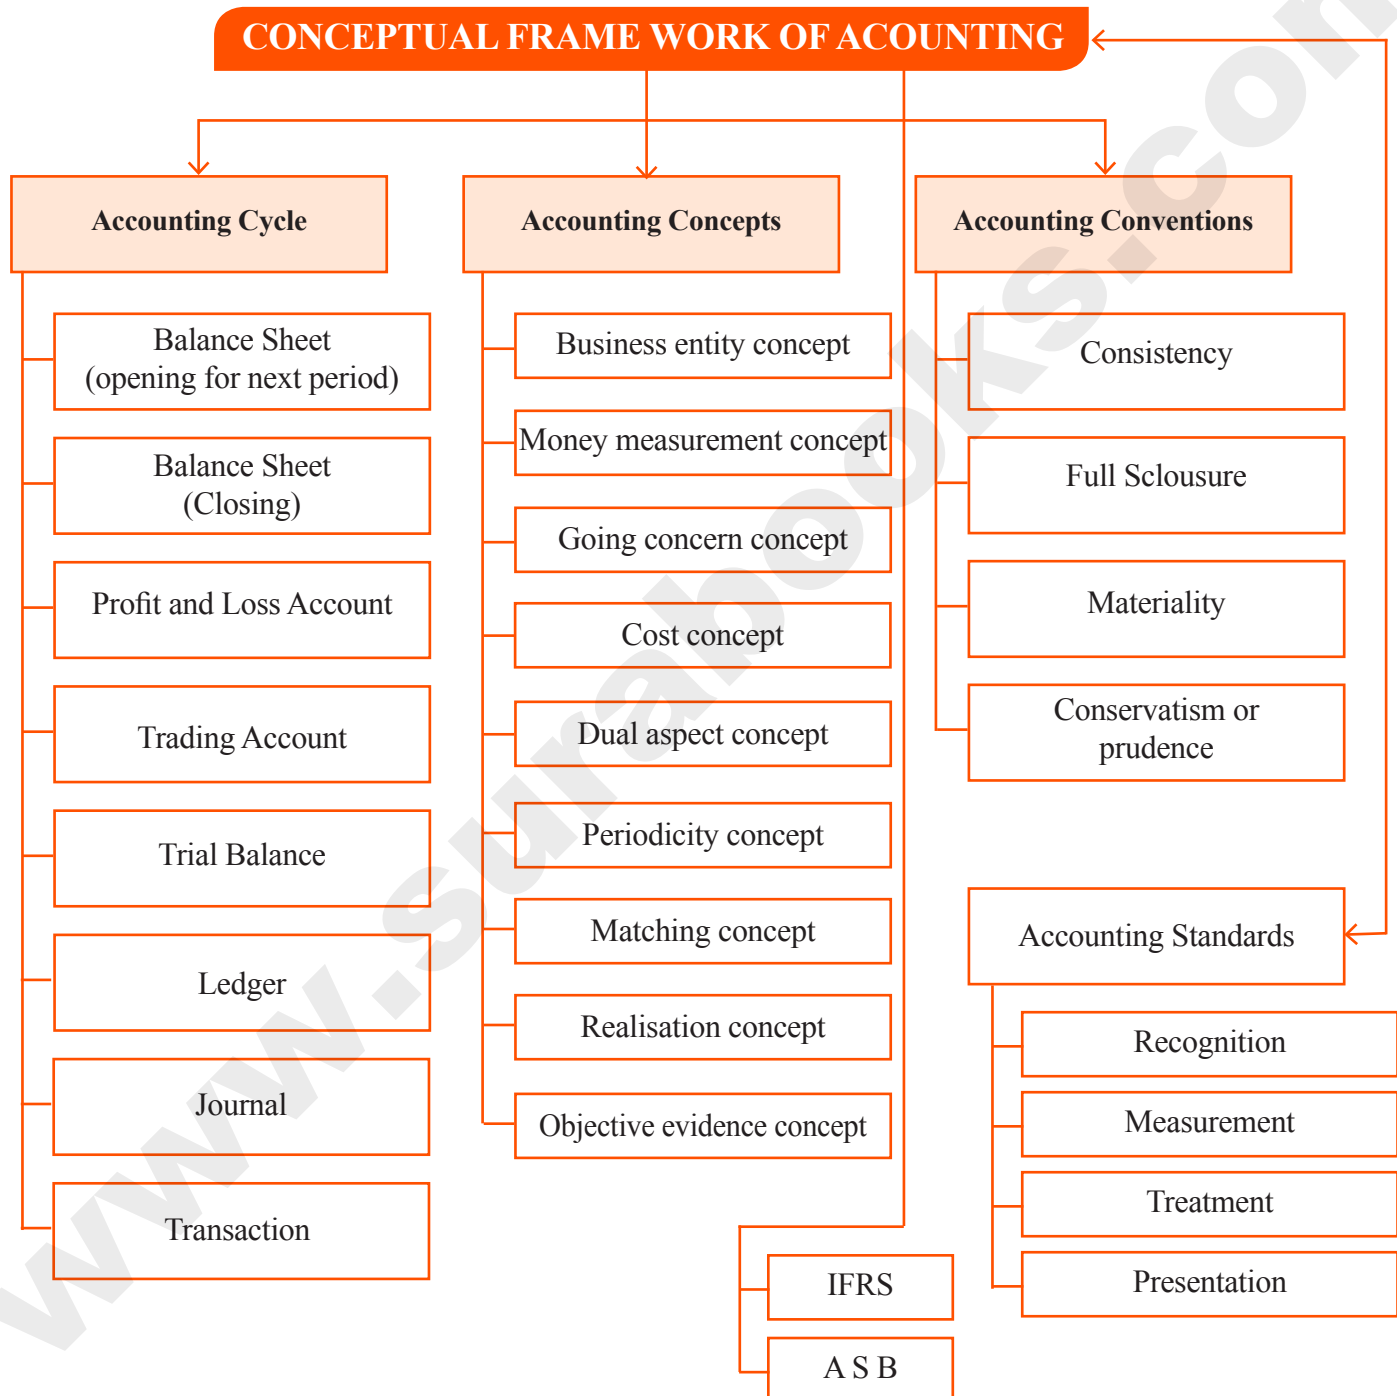 CONCEPTUAL FRAME WORK OF ACOUNTING
Accounting Cycle
Balance Sheet
(opening for next period)
Balance Sheet
(Closing)
Profit and Loss Account
Trading Account
Trial Balance
Ledger
Journal
Transaction
Accounting Concepts
Business entity concept
Money measurement concept
Going concern concept
Cost concept
Dual aspect concept
Periodicity concept
Matching concept
Realisation concept
Objective evidence concept
Accounting Conventions
Consistency
Full Sclousure
Materiality
Conservatism or
prudence
Accounting Standards
Recognition
Measurement
Treatment
Presentation
IFRS
A S B
www.surabooks.com